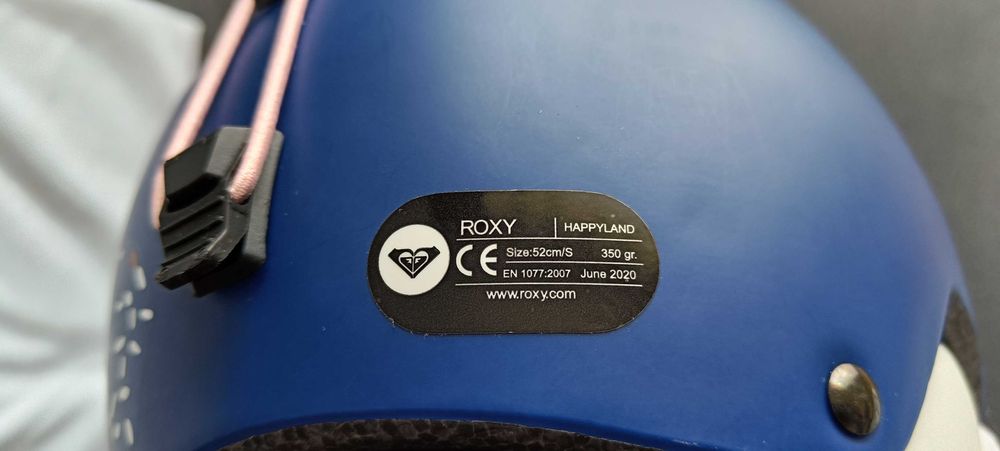 ROXY | HAPPYLAND
CE Size:52cm/S 350 gr.
EN 1077:2007 June 2020
www.roxy.com